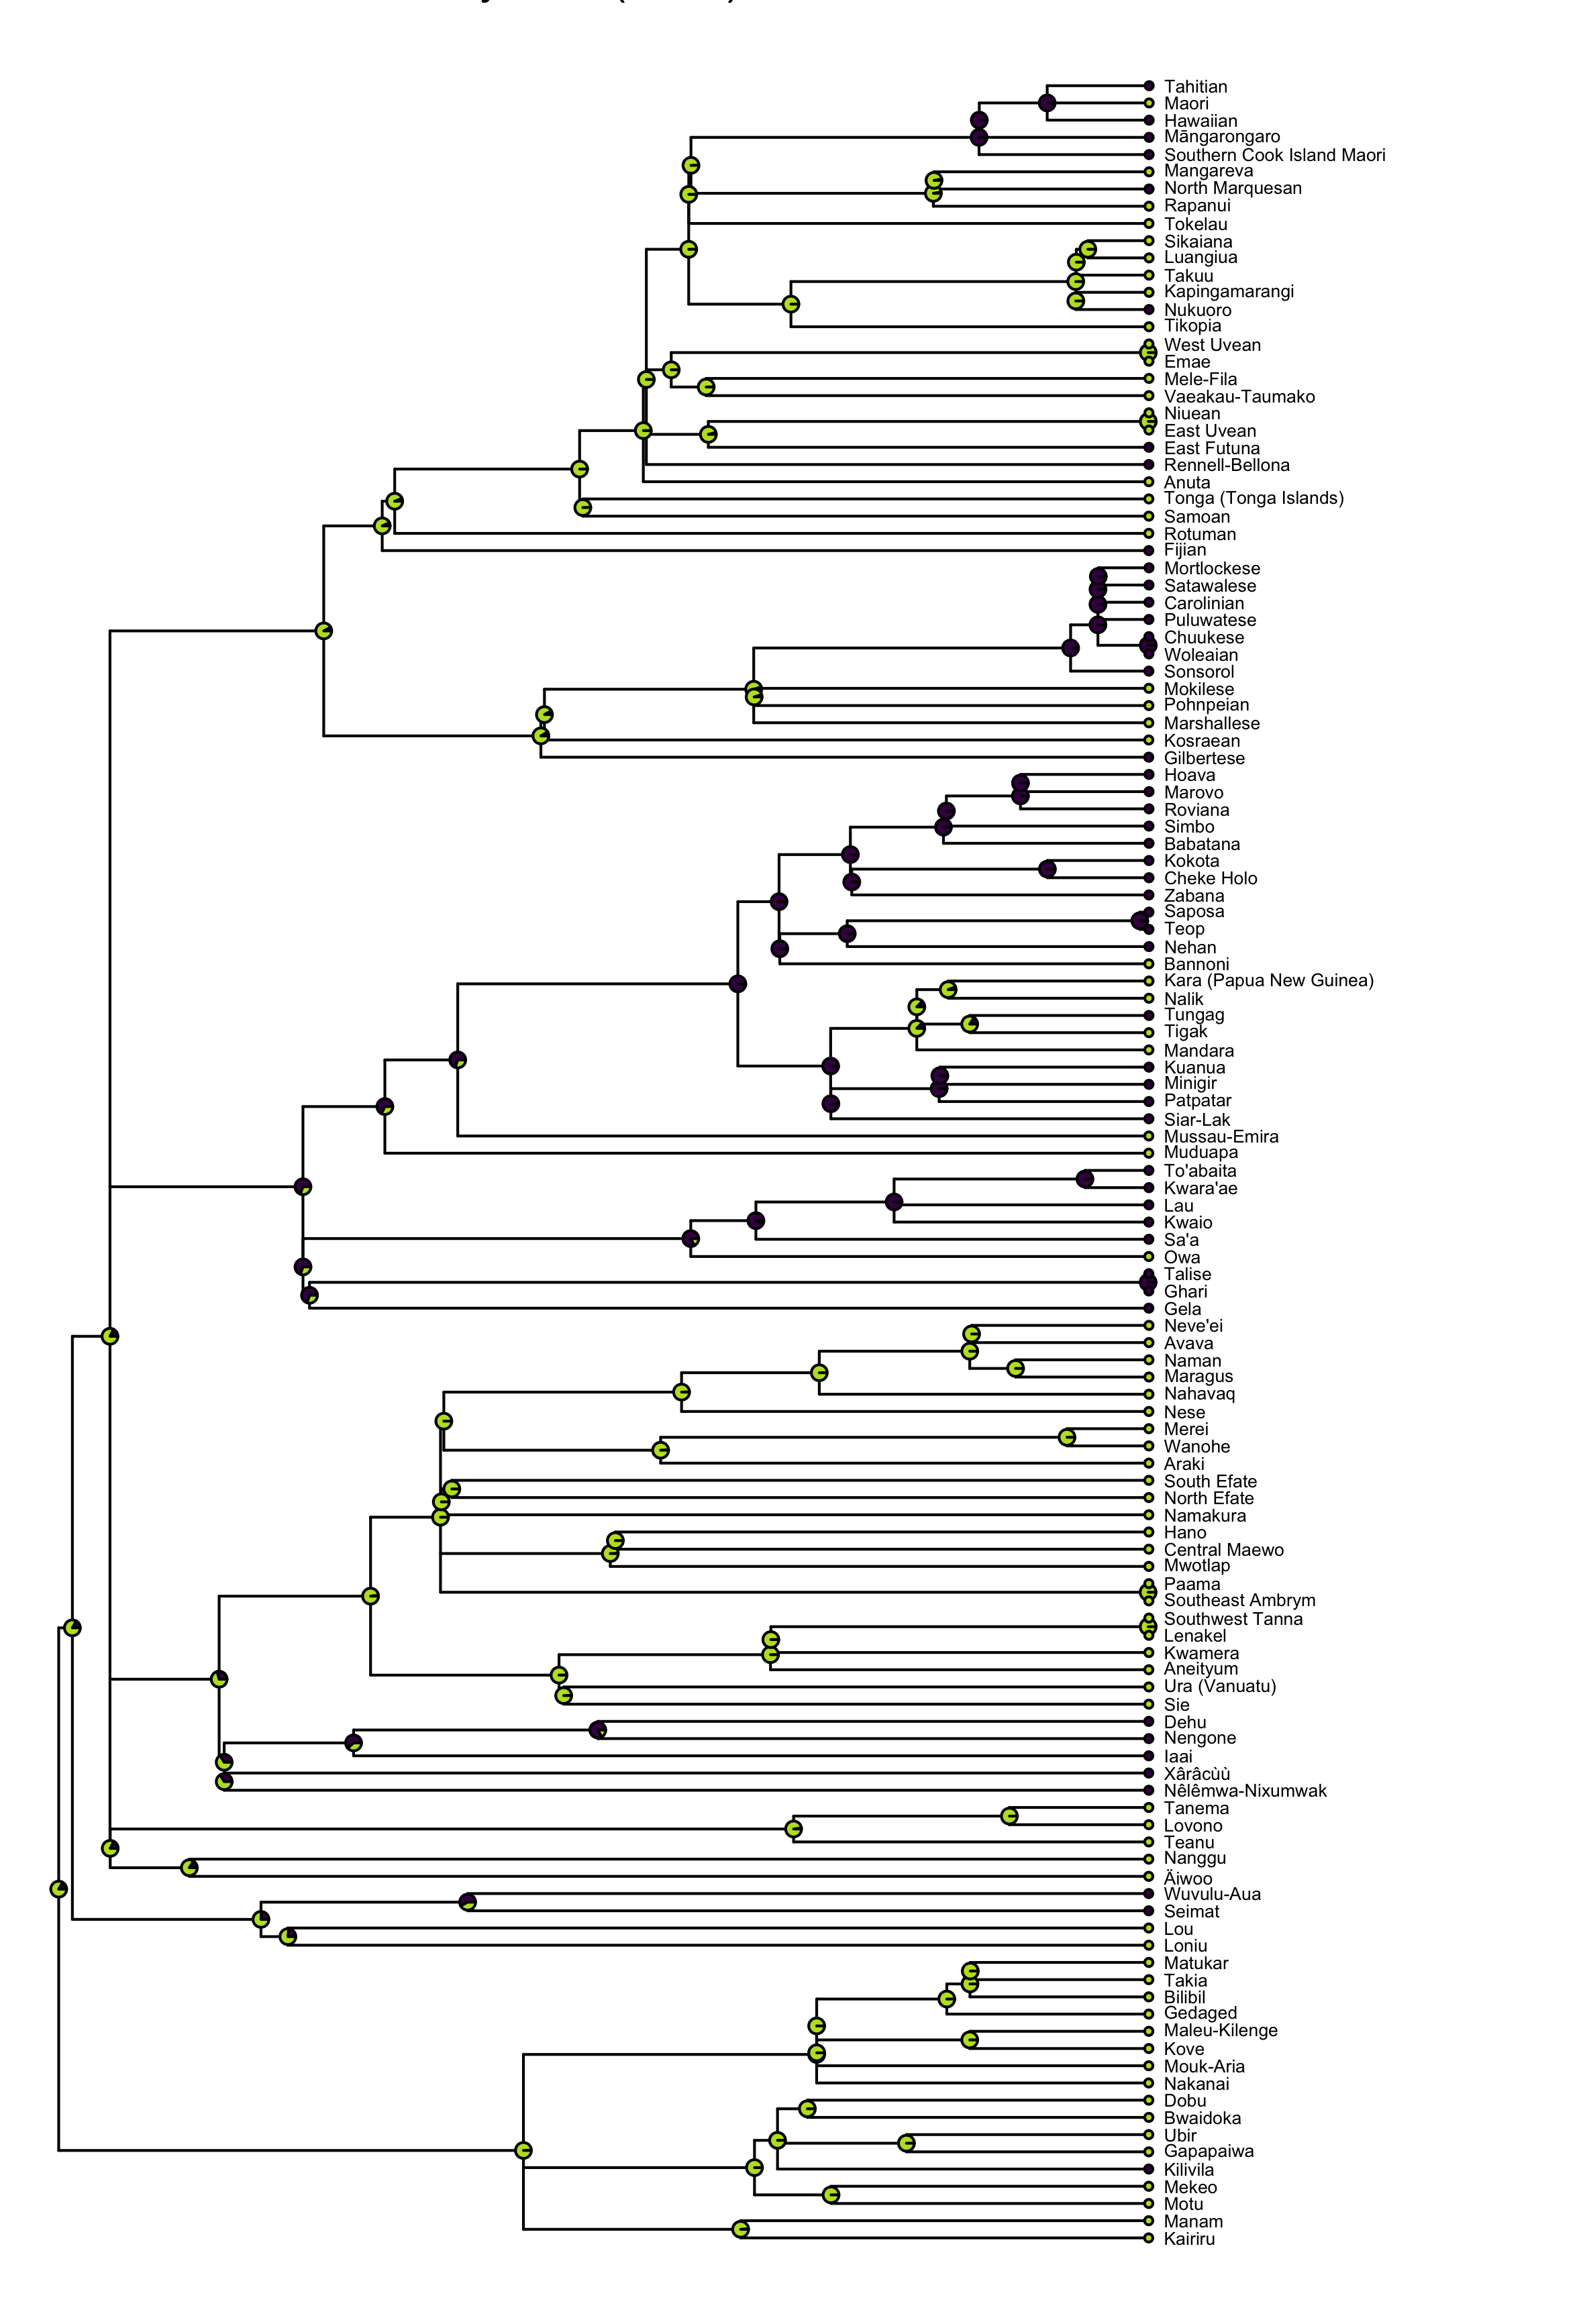 Tahitian
Maori
Hawaiian
Māngarongaro
Southern Cook Island Maori
Mangareva
North Marquesan
Rapanui
Tokelau
Sikaiana
Luangiua
Takuu
Kapingamarangi
Nukuoro
Tikopia
West Uvean
Emae
Mele-Fila
Vaeakau-Taumako
Niuean
East Uvean
East Futuna
Rennell-Bellona
Anuta
Tonga (Tonga Islands)
Samoan
Rotuman
Fijian
Mortlockese
Satawalese
Carolinian
Puluwatese
Chuukese
Woleaian
Sonsorol
Mokilese
Pohnpeian
Marshallese
Kosraean
Gilbertese
Hoava
Marovo
Roviana
Simbo
Babatana
Kokota
Cheke Holo
Zabana
Saposa
Teop
Nehan
Bannoni
Kara (Papua New Guinea)
Nalik
Tungag
Tigak
Mandara
Kuanua
Minigir
Patpatar
Siar-Lak
Mussau-Emira
Muduapa
To'abaita
Kwara'ae
Lau
Kwaio
Sa'a
Owa
Talise
Ghari
Gela
Neve'ei
Avava
Naman
Maragus
Nahavaq
Nese
Merei
Wanohe
Araki
South Efate
North Efate
Namakura
Hano
Central Maewo
Mwotlap
Paama
Southeast Ambrym
Southwest Tanna
Lenakel
Kwamera
Aneityum
Ura (Vanuatu)
Sie
Dehu
Nengone
Iaai
Xârâcùù
Nêlêmwa-Nixumwak
Tanema
Lovono
Teanu
Nanggu
Äiwoo
Wuvulu-Aua
Seimat
Lou
Loniu
Matukar
Takia
Bilibil
Gedaged
Maleu-Kilenge
Kove
Mouk-Aria
Nakanai
Dobu
Bwaidoka
Ubir
Gapapaiwa
Kilivila
Mekeo
Motu
Manam
Kairiru